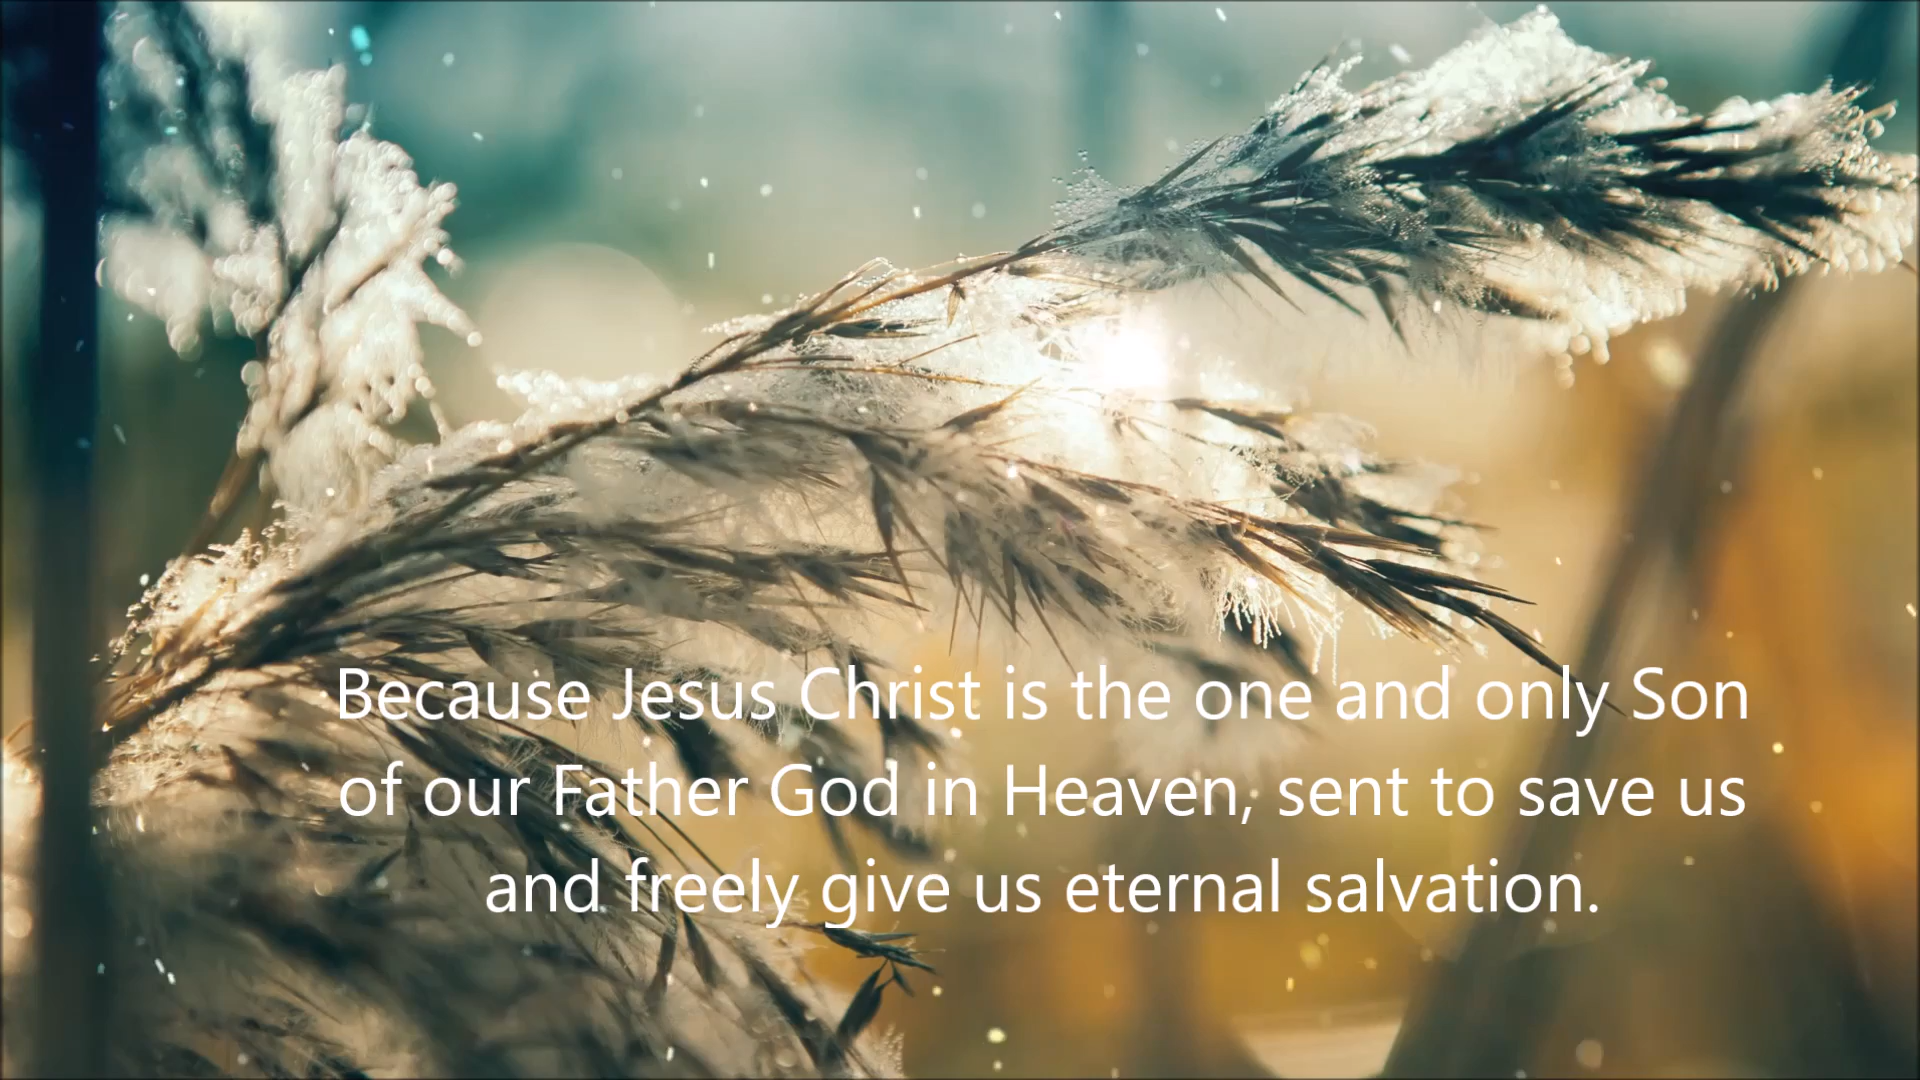 Because Jesus Christ is the one and only Son
of our Father God in Heaven, sent to save us
and freely give us eternal salvation.